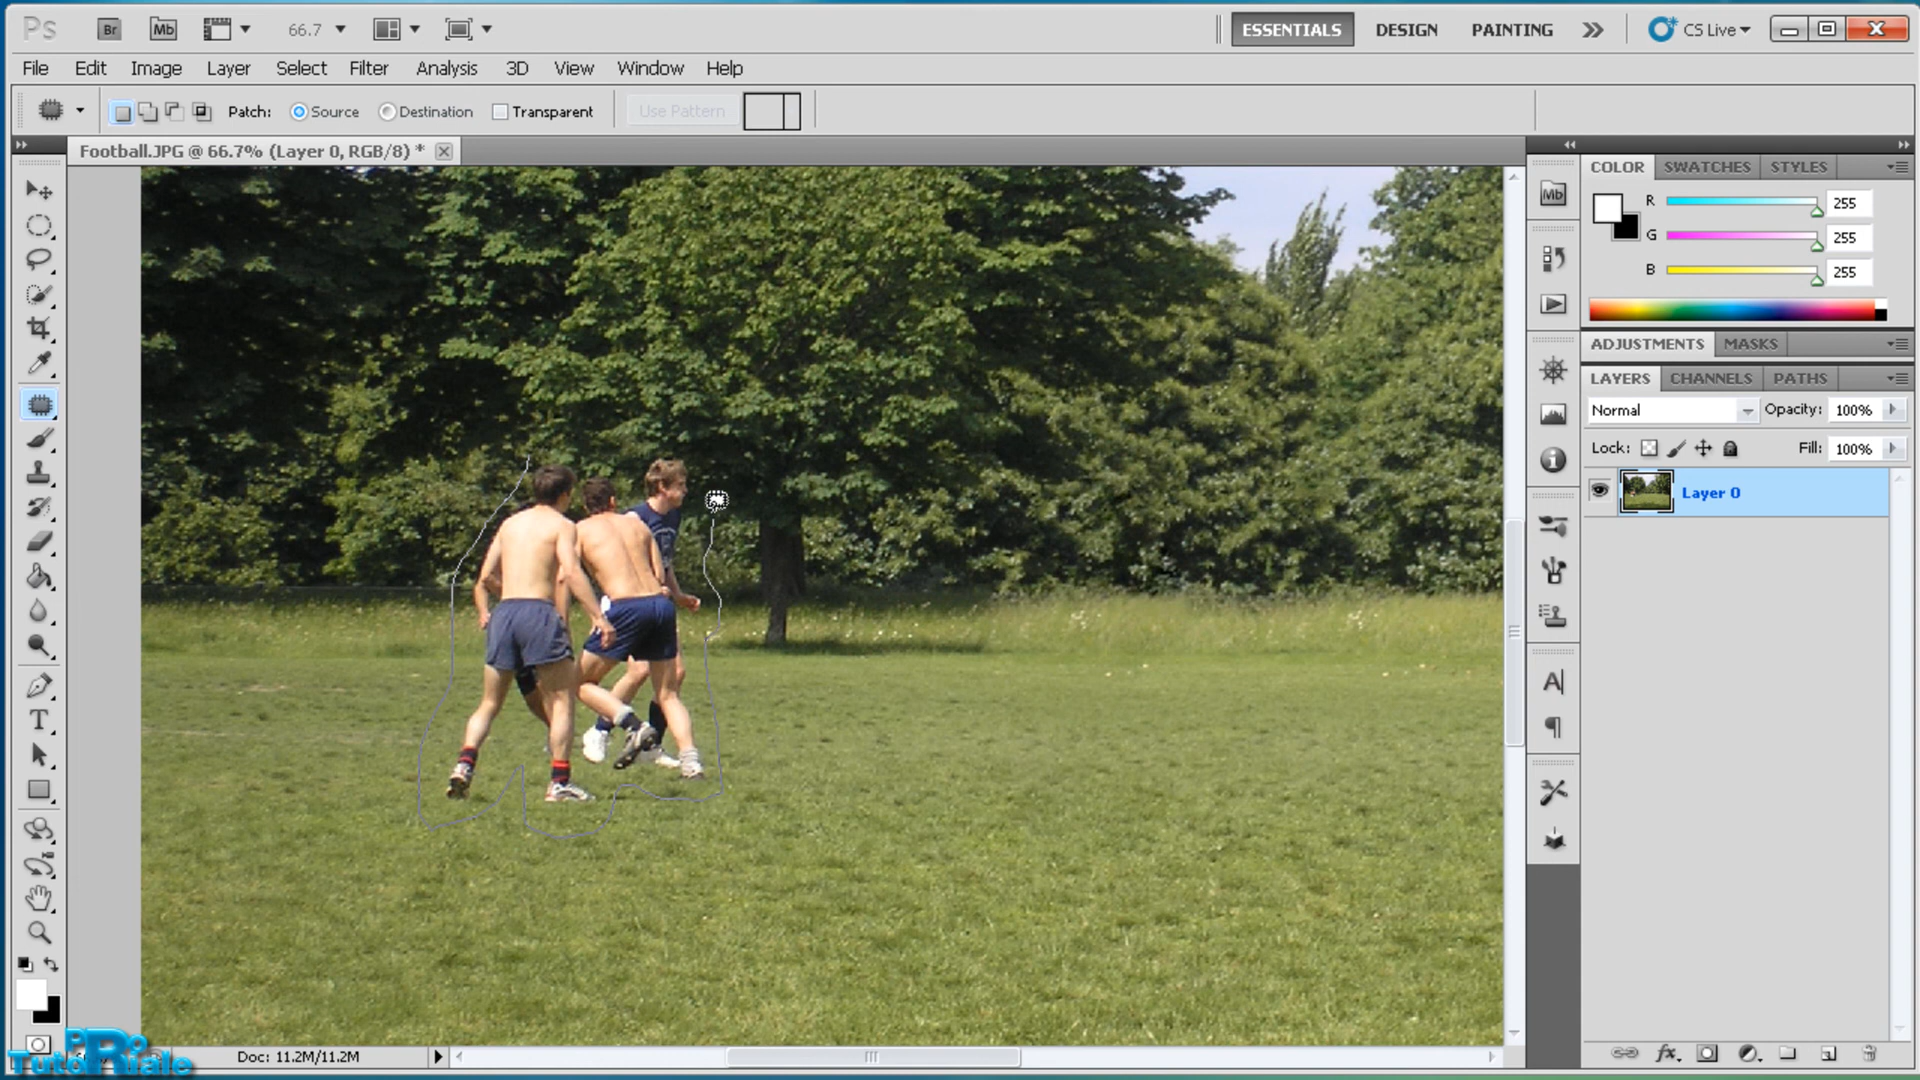 Ps Br Mb 66.7 ESSENTIALS DESIGN PAINTING CS Live
File Edit Image Layer Select Filter Analysis 3D View Window Help
Patch: Source Destination Transparent Use Pattern
Football.JPG @ 66.7% (Layer 0, RGB/8) *
COLOR SWATCHES STYLES
Mb
R 255
G 255
B 255
ADJUSTMENTS MASKS
LAYERS CHANNELS PATHS
Normal Opacity: 100%
Lock: Fill: 100%
Layer 0
Doc: 11.2M/11.2M
PRO
TutoRiale